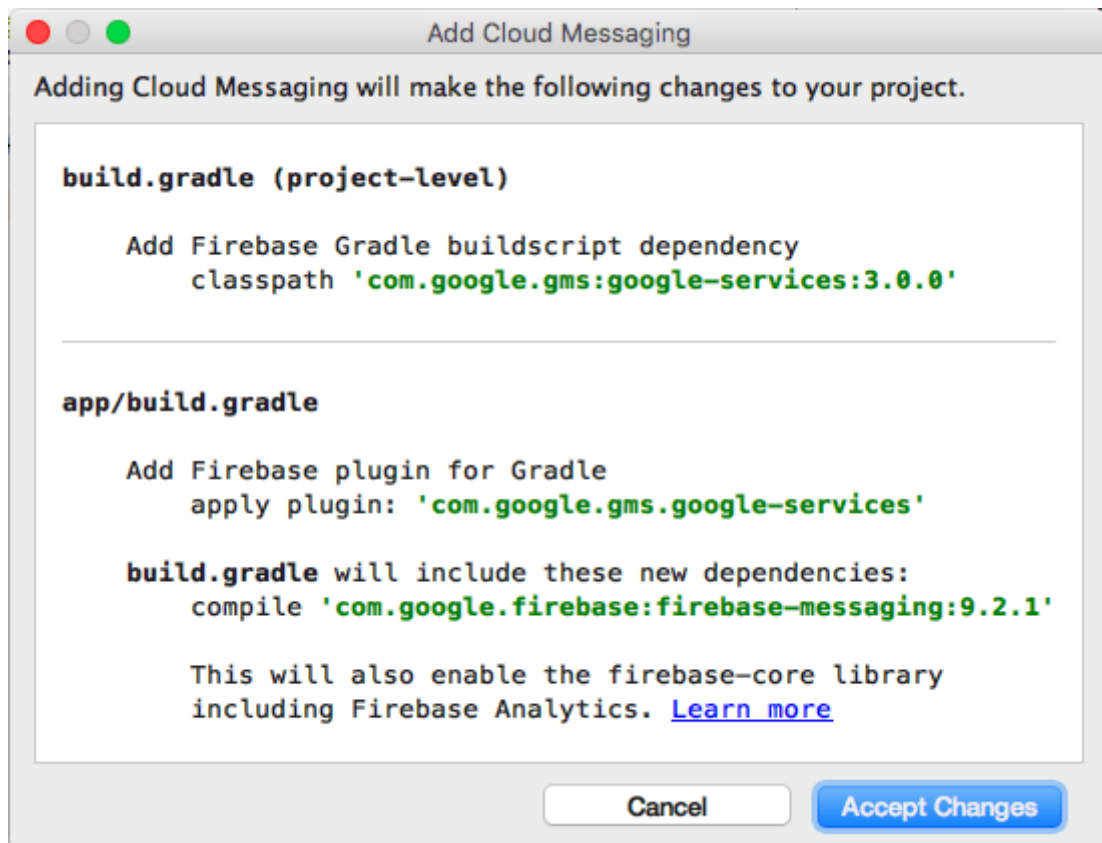 Add Cloud Messaging
Adding Cloud Messaging will make the following changes to your project.
build.gradle (project-level)
Add Firebase Gradle buildscript dependency
classpath 'com.google.gms:google-services:3.0.0'
app/build.gradle
Add Firebase plugin for Gradle
apply plugin: 'com.google.gms.google-services'
build.gradle will include these new dependencies:
compile 'com.google.firebase:firebase-messaging:9.2.1'
This will also enable the firebase-core library
including Firebase Analytics. Learn more
Cancel
Accept Changes